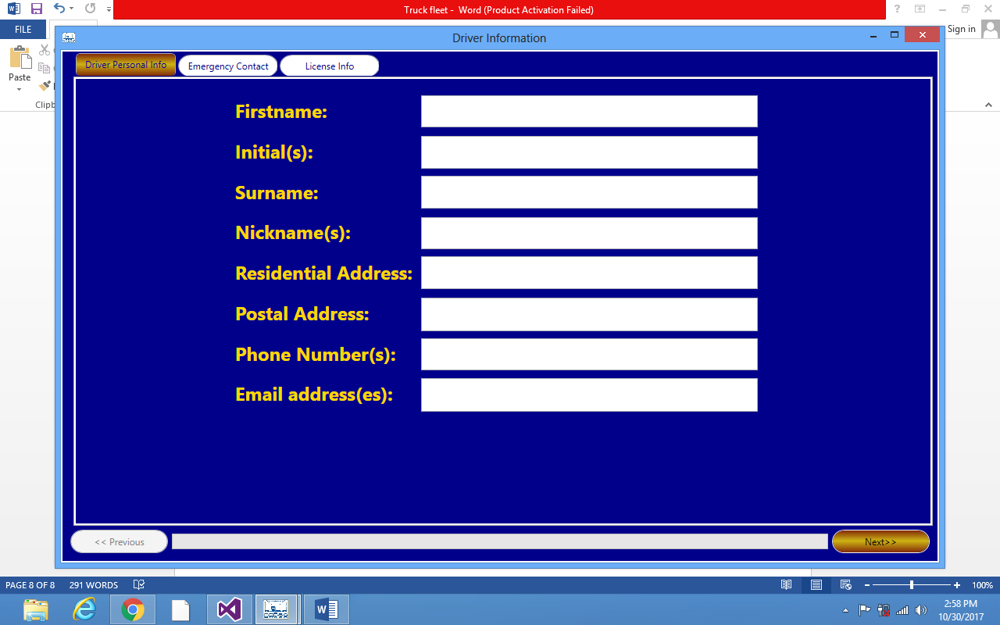 Truck fleet - Word (Product Activation Failed)
FILE
Sign in
Paste
Clipb
Driver Information
Driver Personal Info
Emergency Contact
License Info
Firstname:
Initial(s):
Surname:
Nickname(s):
Residential Address:
Postal Address:
Phone Number(s):
Email address(es):
<< Previous
Next>>
PAGE 8 OF 8 291 WORDS
100%
2:58 PM
10/30/2017